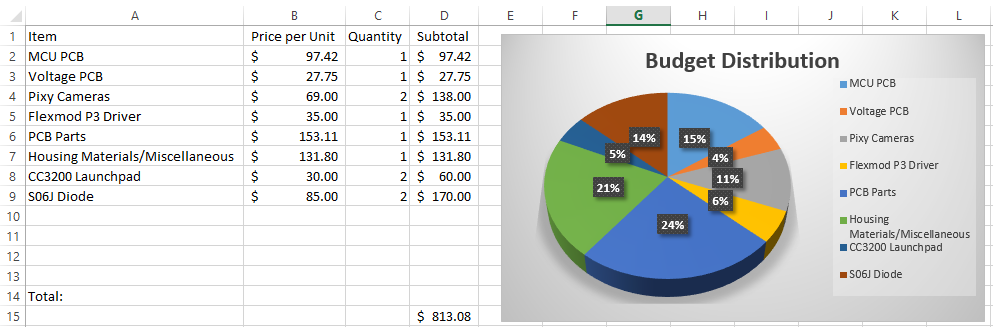 A B C D E F G H I J K L
1 Item Price per Unit Quantity Subtotal
2 MCU PCB $ 97.42 1 $ 97.42
3 Voltage PCB $ 27.75 1 $ 27.75
4 Pixy Cameras $ 69.00 2 $ 138.00
5 Flexmod P3 Driver $ 35.00 1 $ 35.00
6 PCB Parts $ 153.11 1 $ 153.11
7 Housing Materials/Miscellaneous $ 131.80 1 $ 131.80
8 CC3200 Launchpad $ 30.00 2 $ 60.00
9 S06J Diode $ 85.00 2 $ 170.00
10
11
12
13
14 Total:
15 $ 813.08
Budget Distribution
15%
4%
11%
6%
24%
21%
5%
14%
MCU PCB
Voltage PCB
Pixy Cameras
Flexmod P3 Driver
PCB Parts
Housing
Materials/Miscellaneous
CC3200 Launchpad
S06J Diode